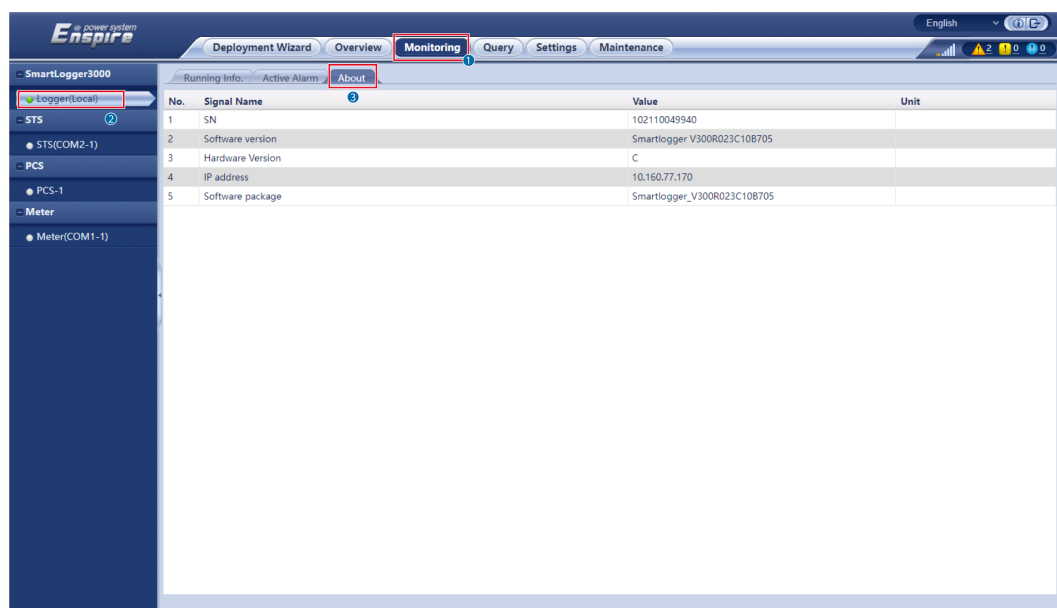 @ power system
Enspire
English
Deployment Wizard Overview Monitoring Query Settings Maintenance
1
2 0 0
SmartLogger3000
Running Info. Active Alarm About
Logger(Local)
3
No. Signal Name Value Unit
STS 2
1 SN 102110049940
STS(COM2-1)
2 Software version Smartlogger V300R023C10B705
3 Hardware Version C
PCS
4 IP address 10.160.77.170
PCS-1
5 Software package Smartlogger_V300R023C10B705
Meter
Meter(COM1-1)